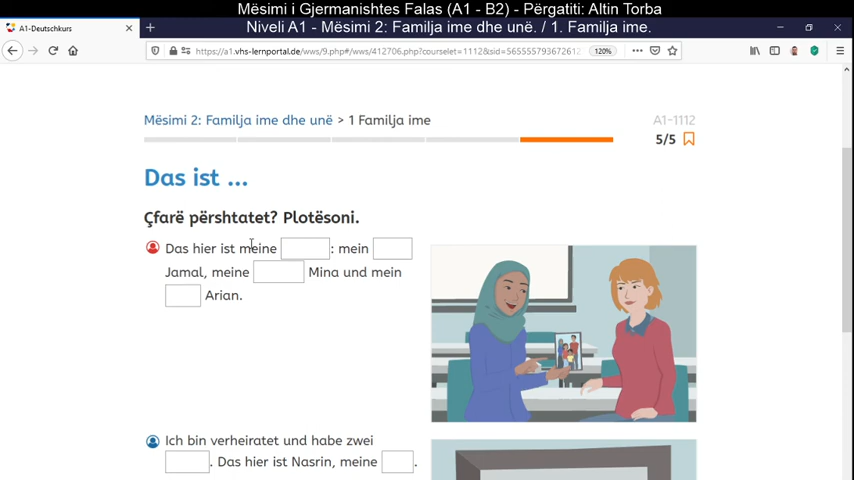 Mësimi i Gjermanishtes Falas (A1 - B2) - Përgatiti: Altin Torba
Niveli A1 - Mësimi 2: Familja ime dhe unë. / 1. Familja ime.
A1-Deutschkurs
https://a1.vhs-lernportal.de/wws/9.php#/wws/412706.php?courselet=1112&sid=565555793672612
120%
Mësimi 2: Familja ime dhe unë > 1 Familja ime
A1-1112
5/5
Das ist ...
Çfarë përshtatet? Plotësoni.
Das hier ist meine : mein
Jamal, meine Mina und mein
Arian.
Ich bin verheiratet und habe zwei
. Das hier ist Nasrin, meine .